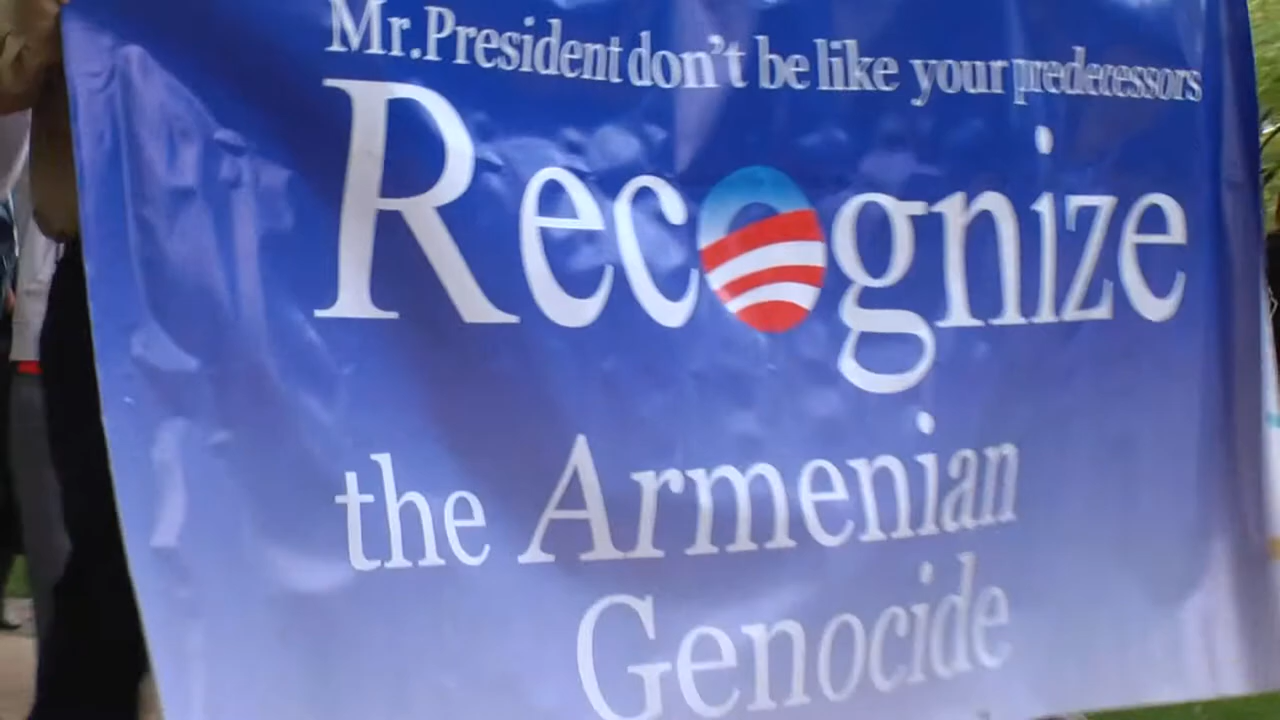 Mr. President don't be like your predecessors
Recognize
the Armenian
Genocide